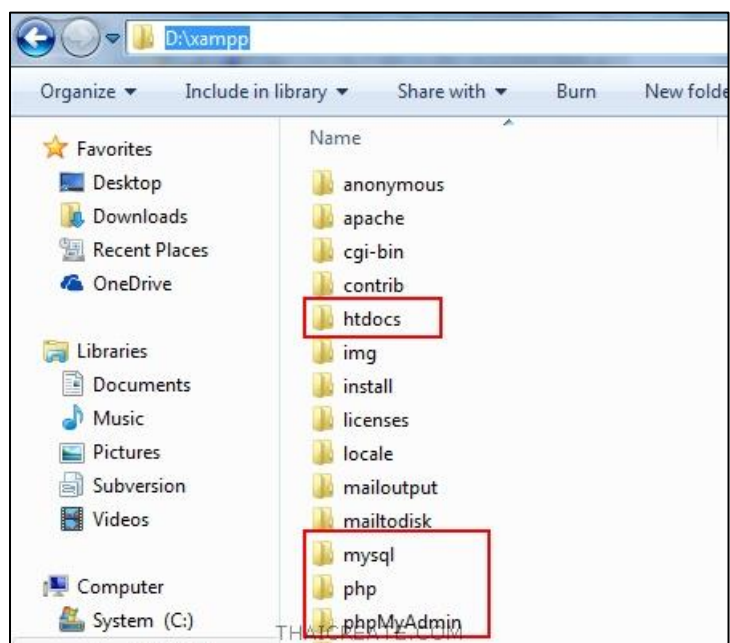 D:\xampp
Organize Include in library Share with Burn New folde
Favorites
Desktop
Downloads
Recent Places
OneDrive
Libraries
Documents
Music
Pictures
Subversion
Videos
Computer
System (C:)
Name
anonymous
apache
cgi-bin
contrib
htdocs
img
install
licenses
locale
mailoutput
mailtodisk
mysql
php
phpMyAdmin
THAICREATE.COM